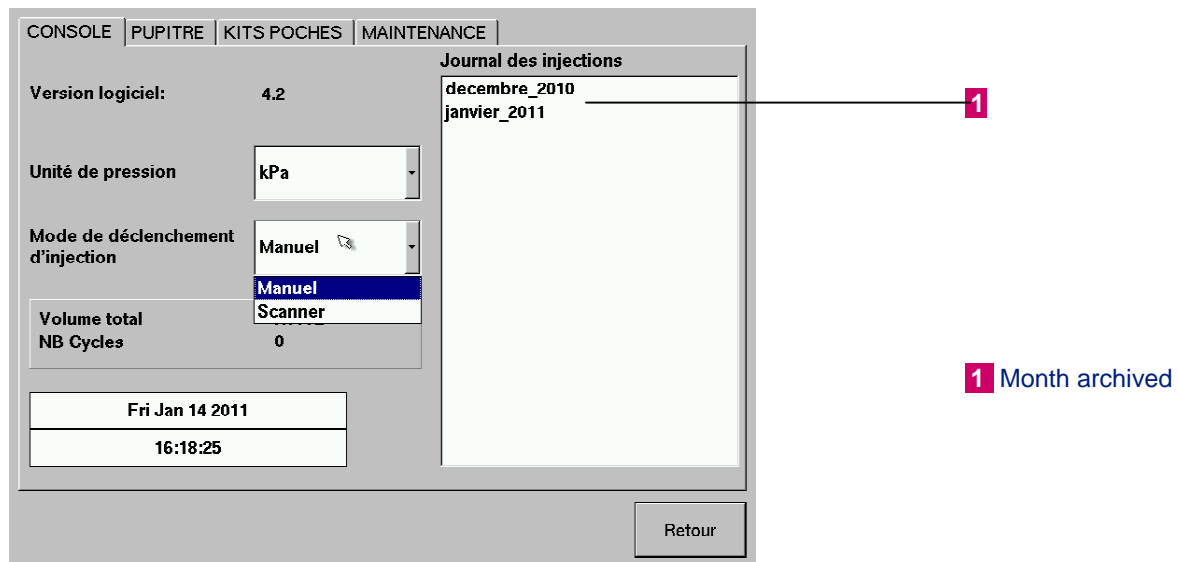 CONSOLE PUPITRE KITS POCHES MAINTENANCE
Journal des injections
decembre_2010
janvier_2011
1
Version logiciel: 4.2
Unité de pression kPa
Mode de déclenchement
d'injection
Manuel
Manuel
Scanner
Volume total
NB Cycles 0
Fri Jan 14 2011
16:18:25
Retour
1 Month archived